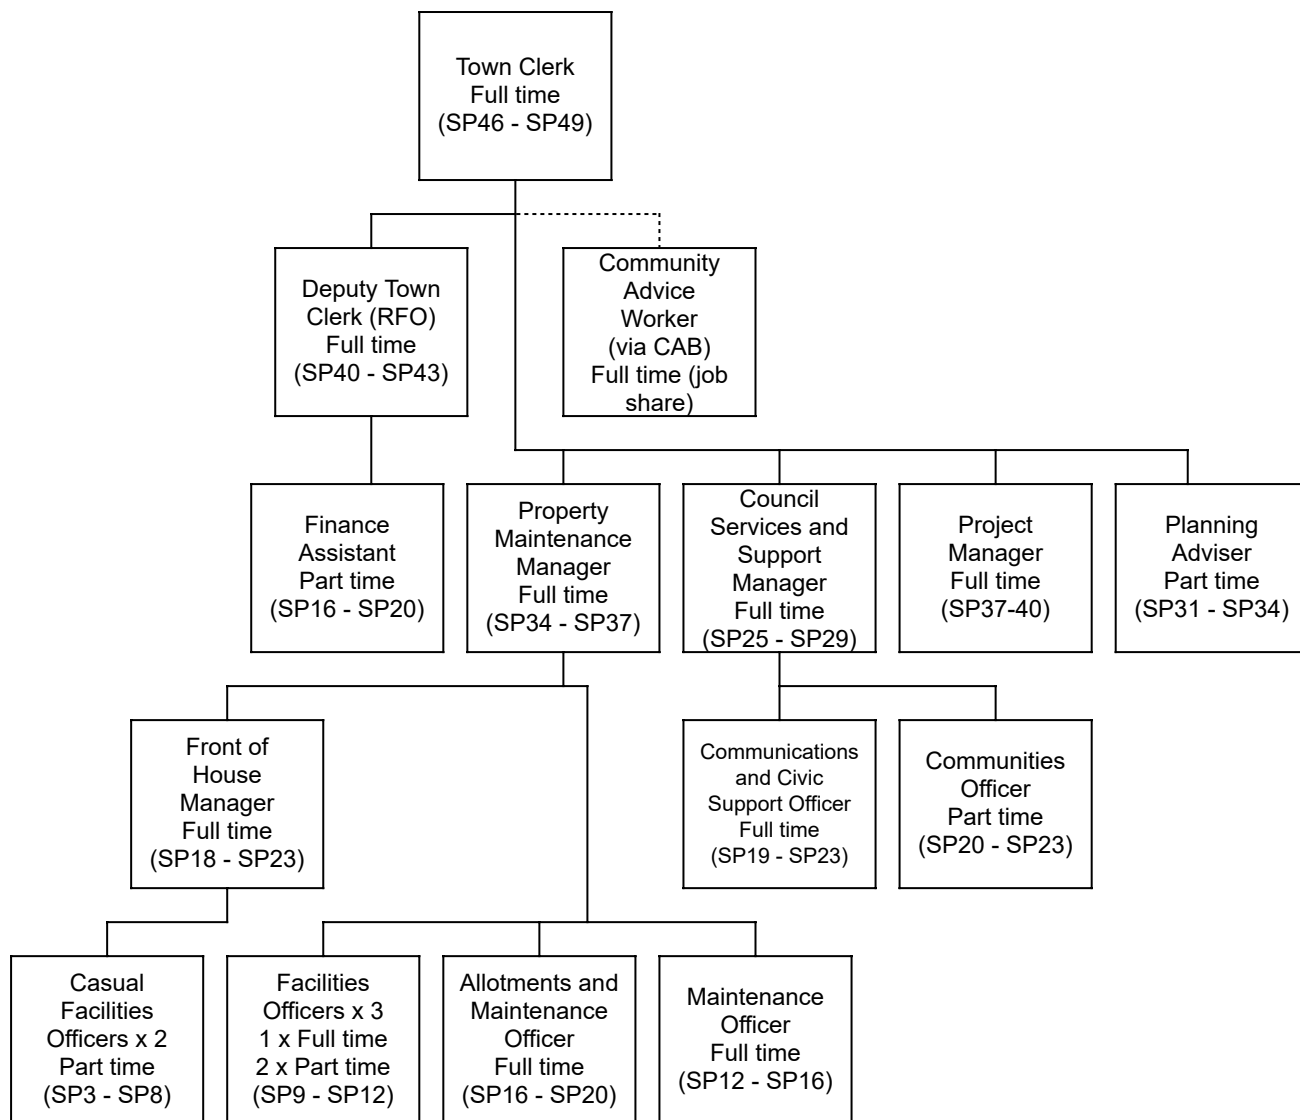 Town Clerk
Full time
(SP46 - SP49)
Deputy Town
Clerk (RFO)
Full time
(SP40 - SP43)
Community
Advice
Worker
(via CAB)
Full time (job
share)
Finance
Assistant
Part time
(SP16 - SP20)
Property
Maintenance
Manager
Full time
(SP34 - SP37)
Council
Services and
Support
Manager
Full time
(SP25 - SP29)
Project
Manager
Full time
(SP37-40)
Planning
Adviser
Part time
(SP31 - SP34)
Front of
House
Manager
Full time
(SP18 - SP23)
Communications
and Civic
Support Officer
Full time
(SP19 - SP23)
Communities
Officer
Part time
(SP20 - SP23)
Casual
Facilities
Officers x 2
Part time
(SP3 - SP8)
Facilities
Officers x 3
1 x Full time
2 x Part time
(SP9 - SP12)
Allotments and
Maintenance
Officer
Full time
(SP16 - SP20)
Maintenance
Officer
Full time
(SP12 - SP16)